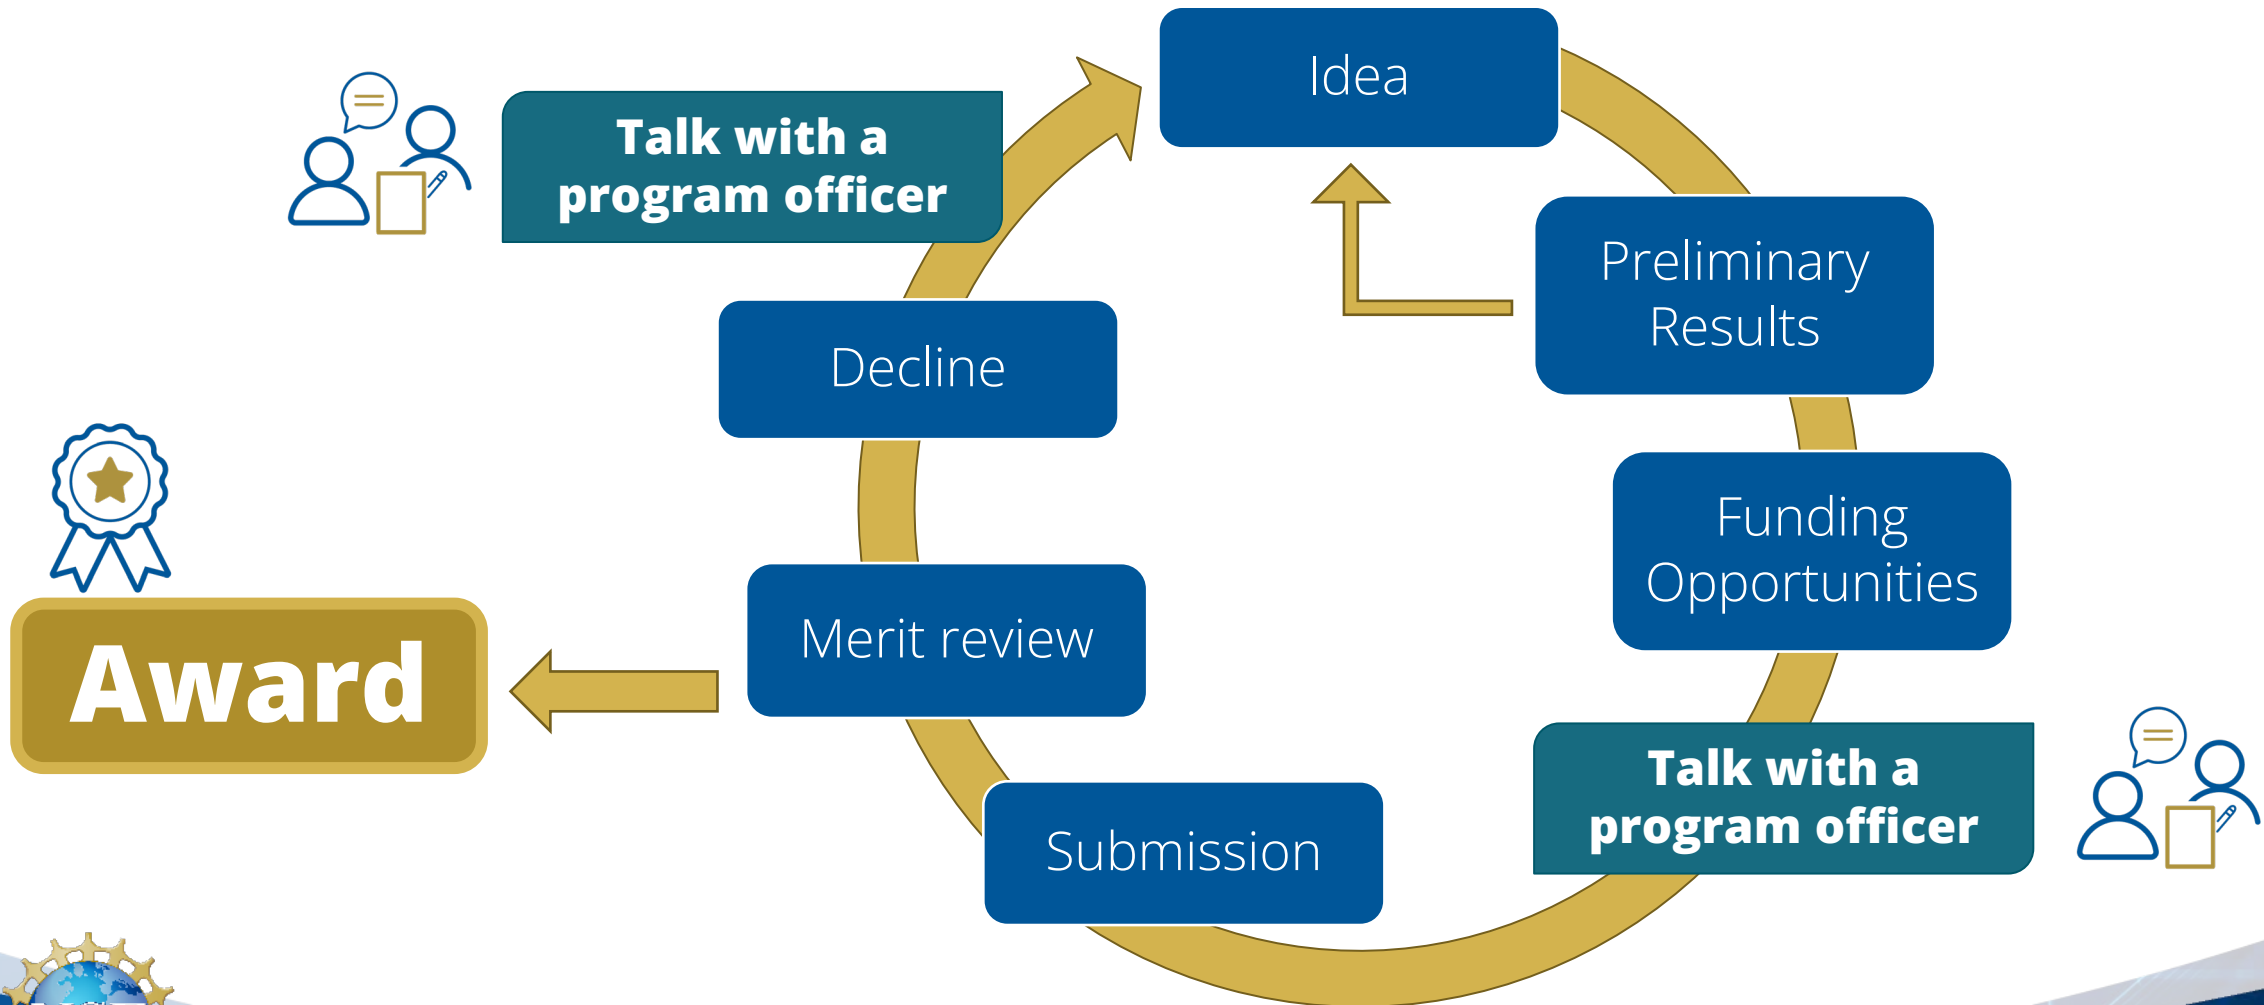 Idea
Talk with a
program officer
Preliminary
Results
Decline
Funding
Opportunities
Merit review
Award
Talk with a
program officer
Submission